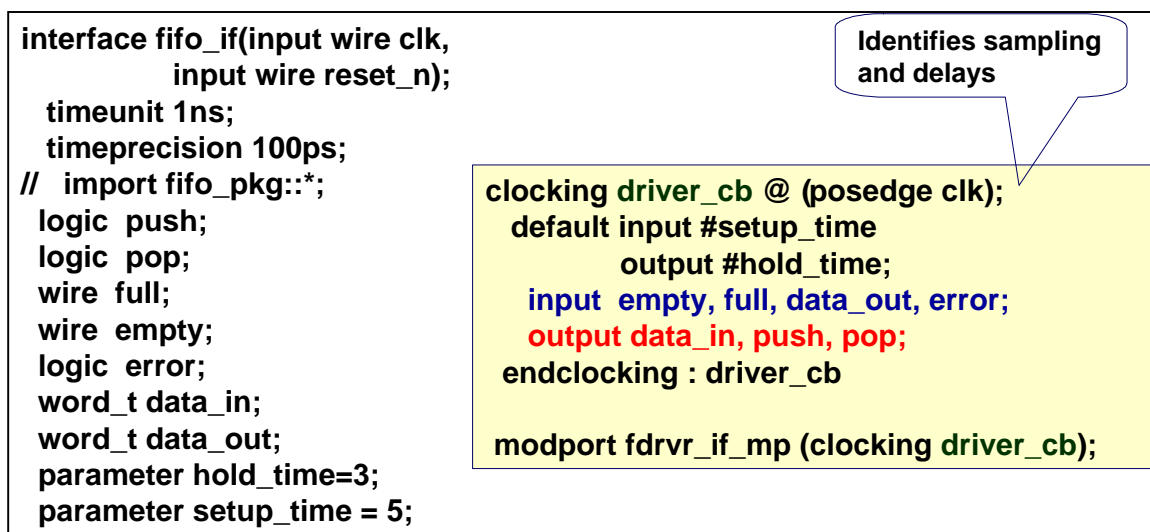 interface fifo_if(input wire clk,
input wire reset_n);
timeunit 1ns;
timeprecision 100ps;
// import fifo_pkg::*;
logic push;
logic pop;
wire full;
wire empty;
logic error;
word_t data_in;
word_t data_out;
parameter hold_time=3;
parameter setup_time = 5;
Identifies sampling
and delays
clocking driver_cb @ (posedge clk);
default input #setup_time
output #hold_time;
input empty, full, data_out, error;
output data_in, push, pop;
endclocking : driver_cb
modport fdrvr_if_mp (clocking driver_cb);